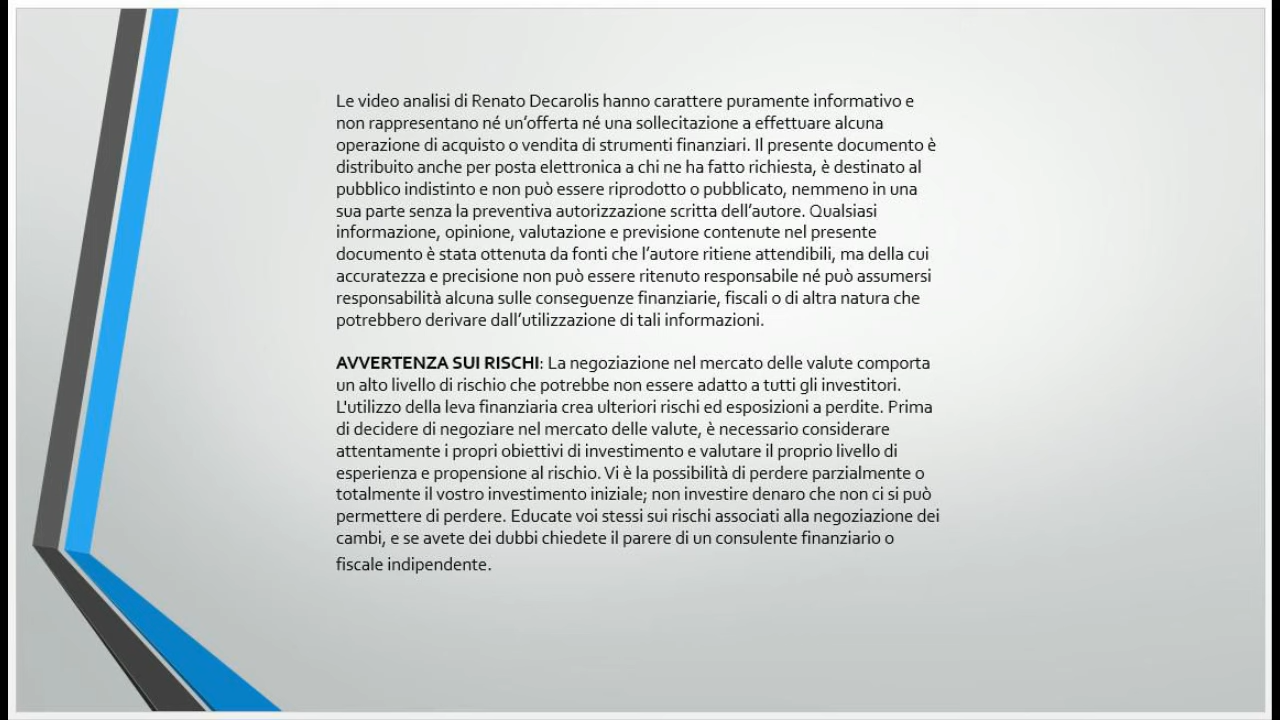 Le video analisi di Renato Decarolis hanno carattere puramente informativo e
non rappresentano né un'offerta né una sollecitazione a effettuare alcuna
operazione di acquisto o vendita di strumenti finanziari. Il presente documento è
distribuito anche per posta elettronica a chi ne ha fatto richiesta, è destinato al
pubblico indistinto e non può essere riprodotto o pubblicato, nemmeno in una
sua parte senza la preventiva autorizzazione scritta dell'autore. Qualsiasi
informazione, opinione, valutazione e previsione contenute nel presente
documento è stata ottenuta da fonti che l'autore ritiene attendibili, ma della cui
accuratezza e precisione non può essere ritenuto responsabile né può assumersi
responsabilità alcuna sulle conseguenze finanziarie, fiscali o di altra natura che
potrebbero derivare dall'utilizzazione di tali informazioni.
AVVERTENZA SUI RISCHI: La negoziazione nel mercato delle valute comporta
un alto livello di rischio che potrebbe non essere adatto a tutti gli investitori.
L'utilizzo della leva finanziaria crea ulteriori rischi ed esposizioni a perdite. Prima
di decidere di negoziare nel mercato delle valute, è necessario considerare
attentamente i propri obiettivi di investimento e valutare il proprio livello di
esperienza e propensione al rischio. Vi è la possibilità di perdere parzialmente o
totalmente il vostro investimento iniziale; non investire denaro che non ci si può
permettere di perdere. Educate voi stessi sui rischi associati alla negoziazione dei
cambi, e se avete dei dubbi chiedete il parere di un consulente finanziario o
fiscale indipendente.